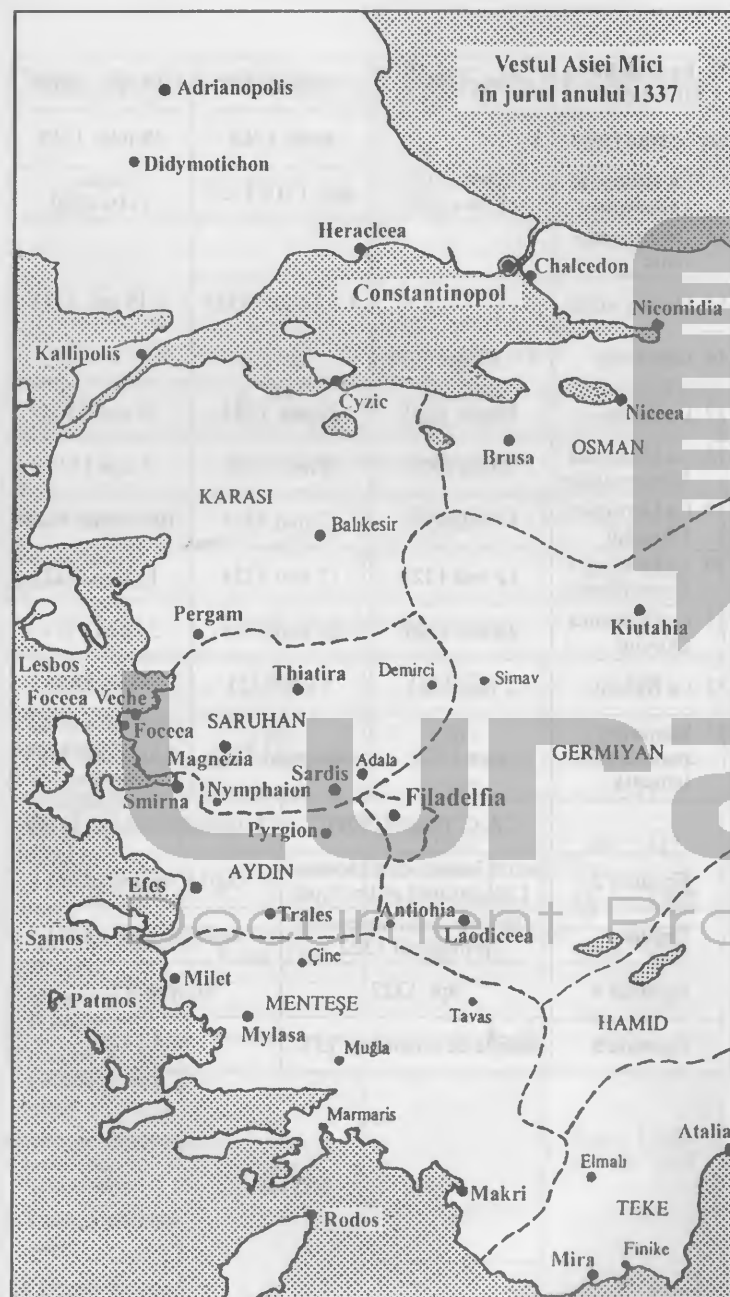 Vestul Asiei Mici
în jurul anului 1337
Adrianopolis
Didymotichon
Heracleea
Chalcedon
Constantinopol
Nicomidia
Kallipolis
Cyzic
Niceea
Brusa
OSMAN
KARASI
Balıkesir
Kiutahia
Pergam
Lesbos
Thiatira
Demirci
Simav
Foceea Veche
Foceea
SARUHAN
Magnezia
GERMIYAN
Adala
Sardis
Smirna
Nymphaion
Filadelfia
Pyrgion
AYDIN
Efes
Trales
Antiohia
Laodiceea
Document Pro
Samos
Çine
Milet
Patmos
MENTEŞE
Mylasa
Tavas
HAMID
Muğla
Marmaris
Atalia
Elmalı
Makri
TEKE
Rodos
Finike
Mira